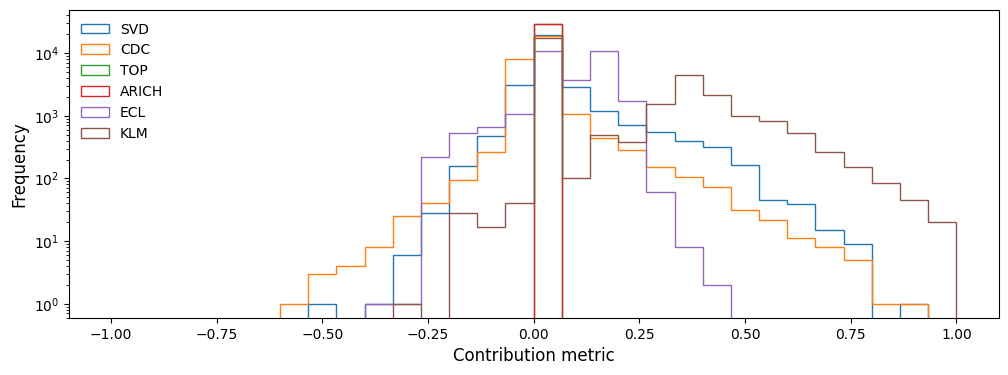 SVD
CDC
TOP
ARICH
ECL
KLM
Frequency
10⁴
10³
10²
10¹
10⁰
−1.00 −0.75 −0.50 −0.25 0.00 0.25 0.50 0.75 1.00
Contribution metric